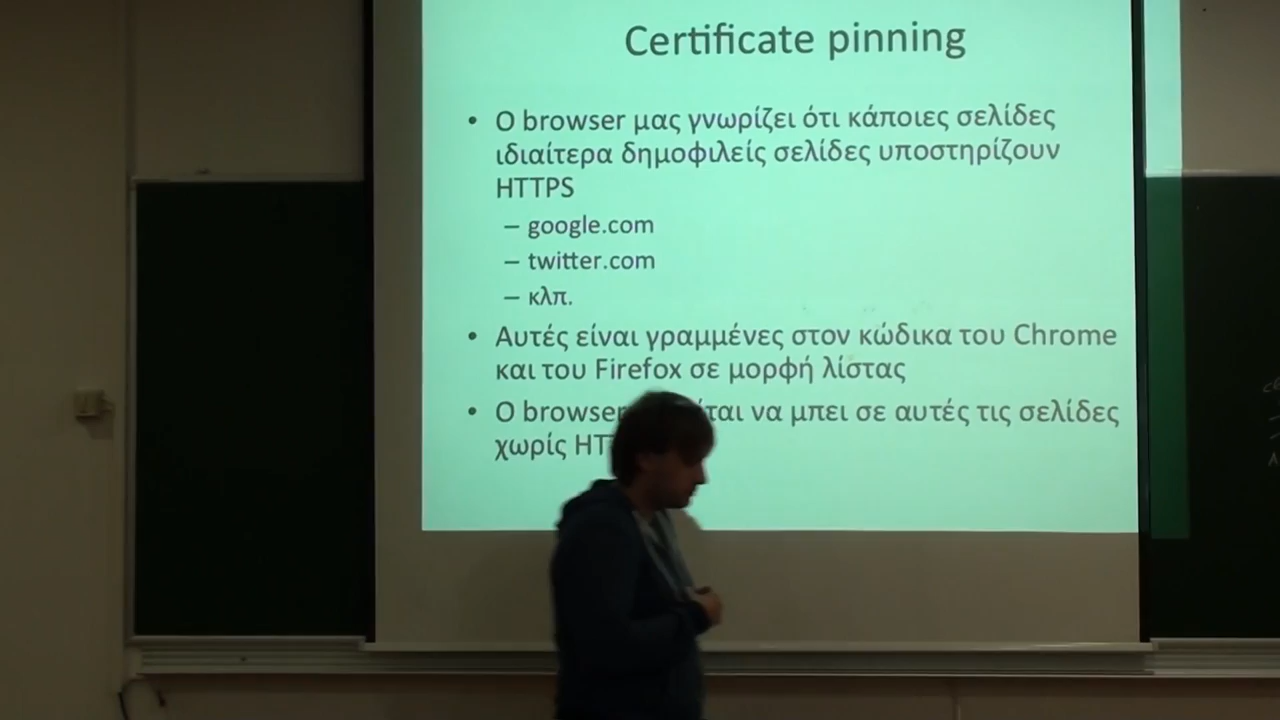 Certificate pinning
• Ο browser μας γνωρίζει ότι κάποιες σελίδες
ιδιαίτερα δημοφιλείς σελίδες υποστηρίζουν
HTTPS
– google.com
– twitter.com
– κλπ.
• Αυτές είναι γραμμένες στον κώδικα του Chrome
και του Firefox σε μορφή λίστας
• Ο browser να μπει σε αυτές τις σελίδες
χωρίς